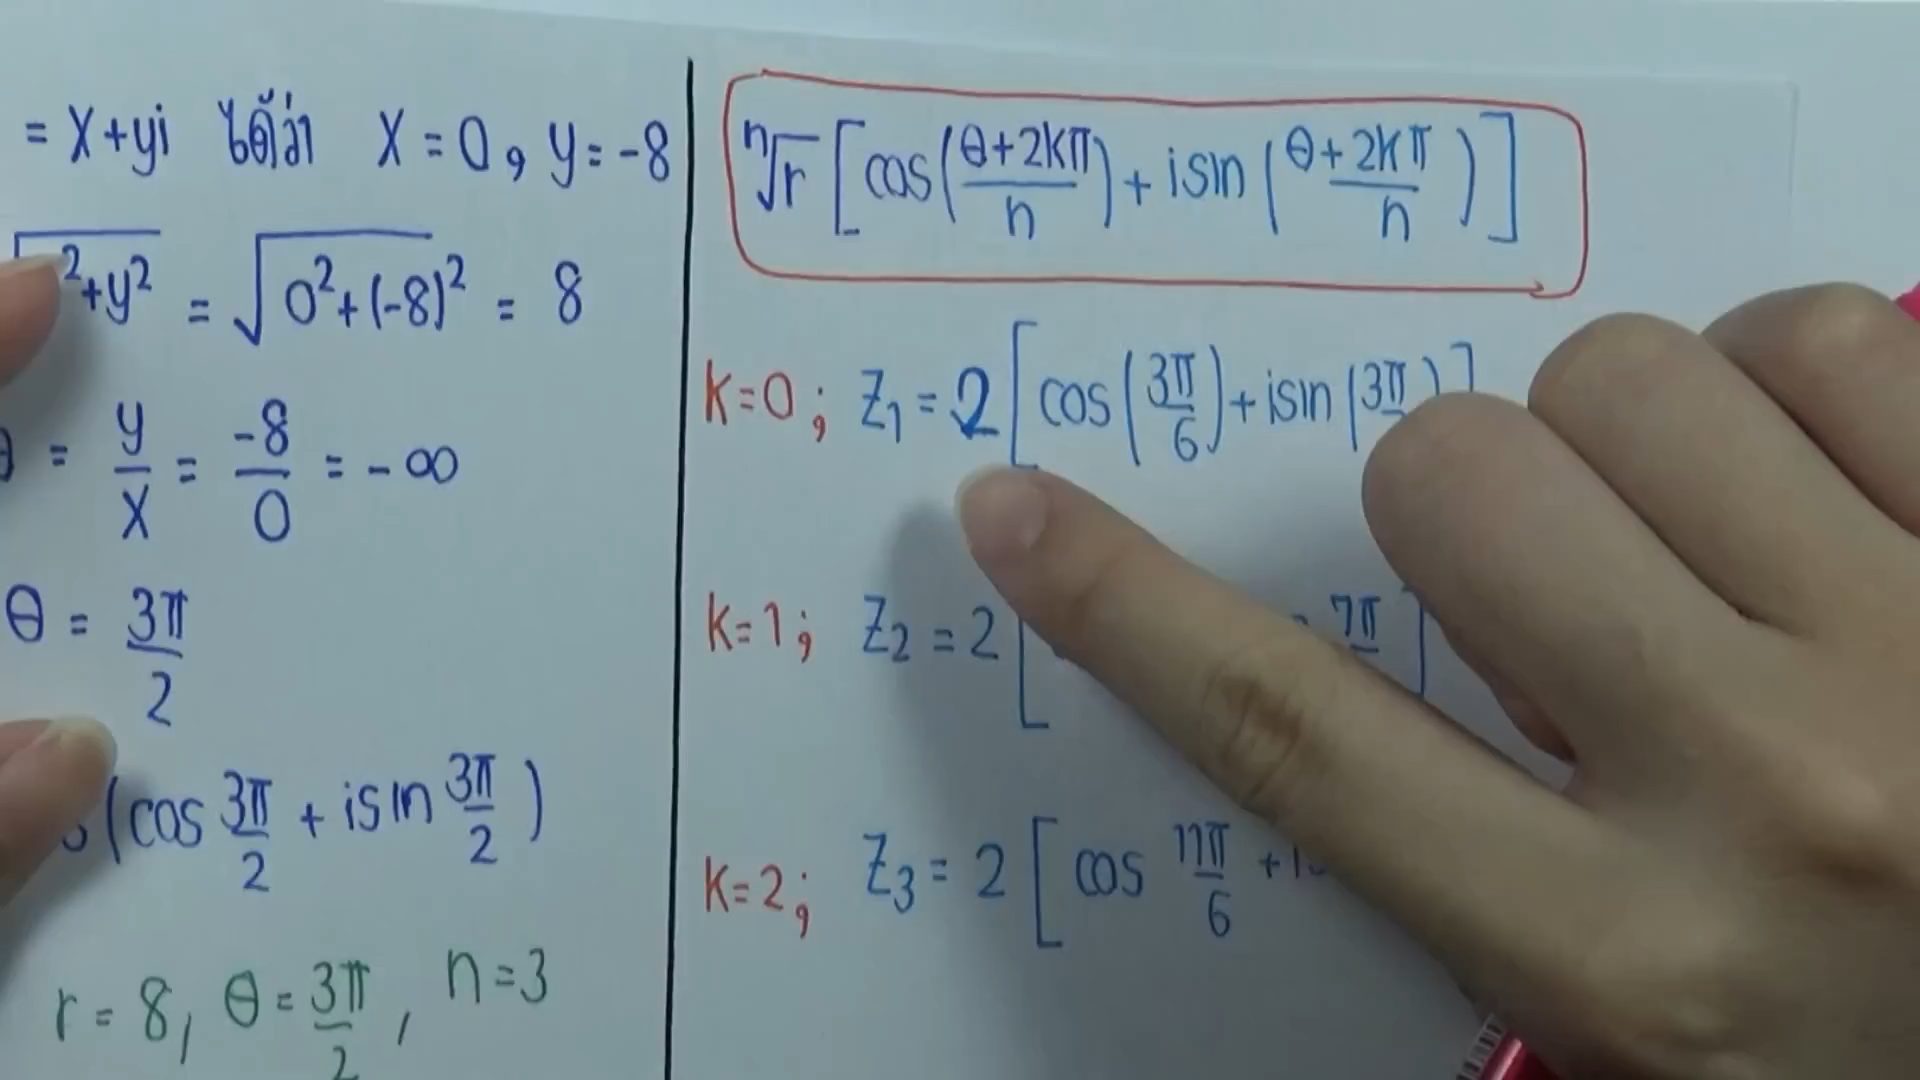 = x+yi ได้ว่า x = 0, y = -8
²+y² = √(0²+(-8)²) = 8
= y/x = -8/0 = -∞
θ = 3π/2
(cos 3π/2 + isin 3π/2)
r = 8, θ = 3π/2, n = 3
ⁿ√r [cos(θ+2kπ/n) + isin(θ+2kπ/n)]
k=0; z₁ = 2[cos(3π/6) + isin(3π
k=1; z₂ = 2[ 7π ]
k=2; z₃ = 2[cos 11π/6 + i